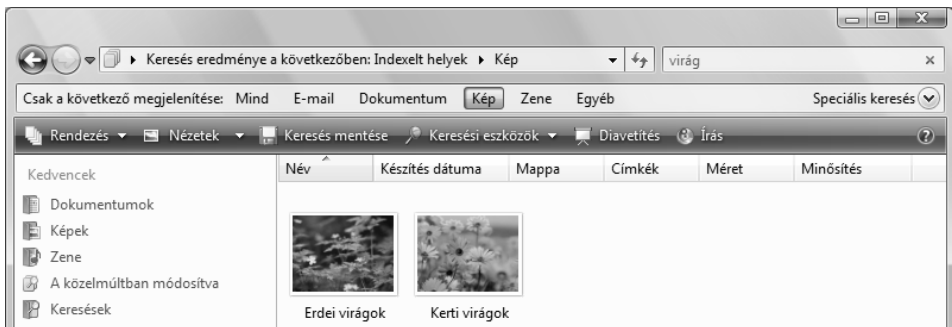 Keresés eredménye a következőben: Indexelt helyek Kép virág
Csak a következő megjelenítése: Mind E-mail Dokumentum Kép Zene Egyéb Speciális keresés
Rendezés Nézetek Keresés mentése Keresési eszközök Diavetítés Írás
Kedvencek
Dokumentumok
Képek
Zene
A közelmúltban módosítva
Keresések
Név Készítés dátuma Mappa Címkék Méret Minősítés
Erdei virágok Kerti virágok